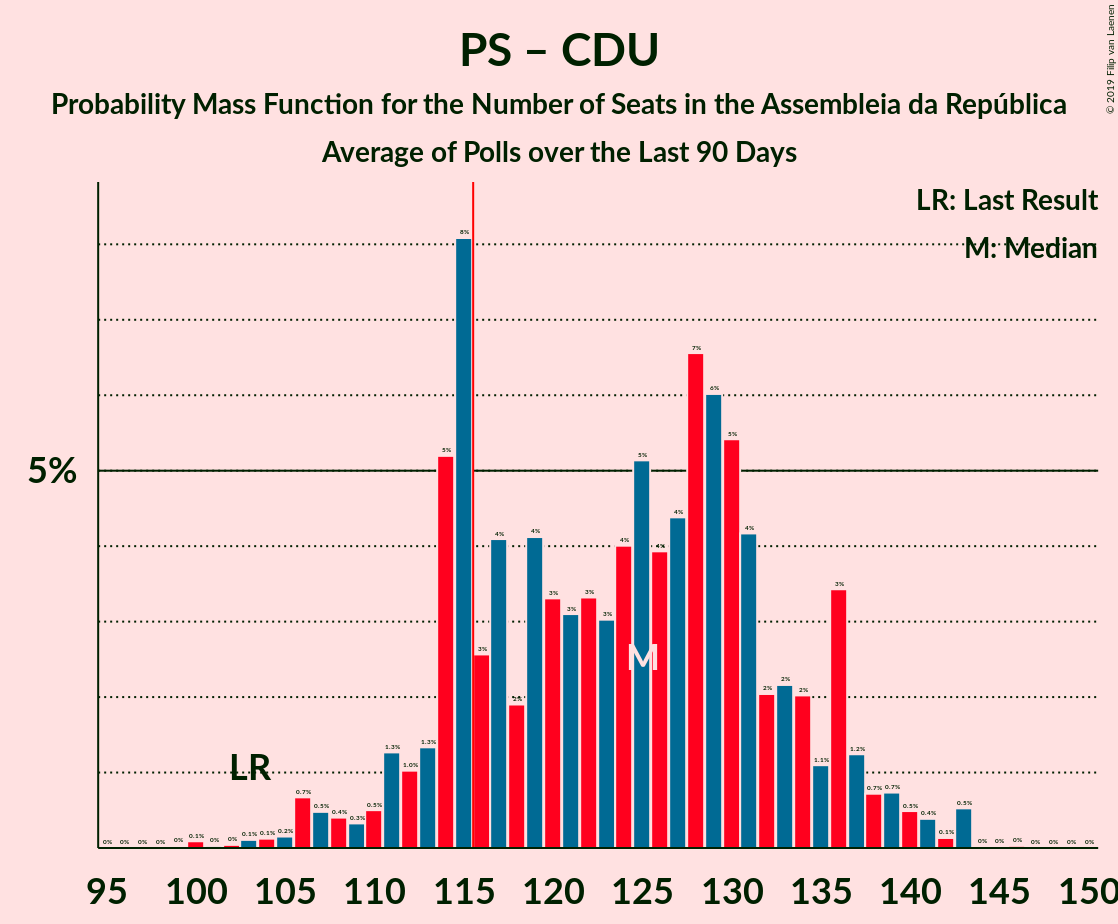 PS – CDU
Probability Mass Function for the Number of Seats in the Assembleia da República
Average of Polls over the Last 90 Days
© 2019 Filip van Laenen
LR: Last Result
M: Median
5%
LR
M
0% 0% 0% 0% 0% 0.1% 0% 0% 0.1% 0.1% 0.2% 0.7% 0.5% 0.4% 0.3% 0.5% 1.3% 1.0% 1.3% 5% 8% 3% 4% 2% 4% 3% 3% 3% 3% 4% 5% 4% 4% 7% 6% 5% 4% 2% 2% 2% 1.1% 3% 1.2% 0.7% 0.7% 0.5% 0.4% 0.1% 0.5% 0% 0% 0% 0% 0% 0% 0%
95 100 105 110 115 120 125 130 135 140 145 150